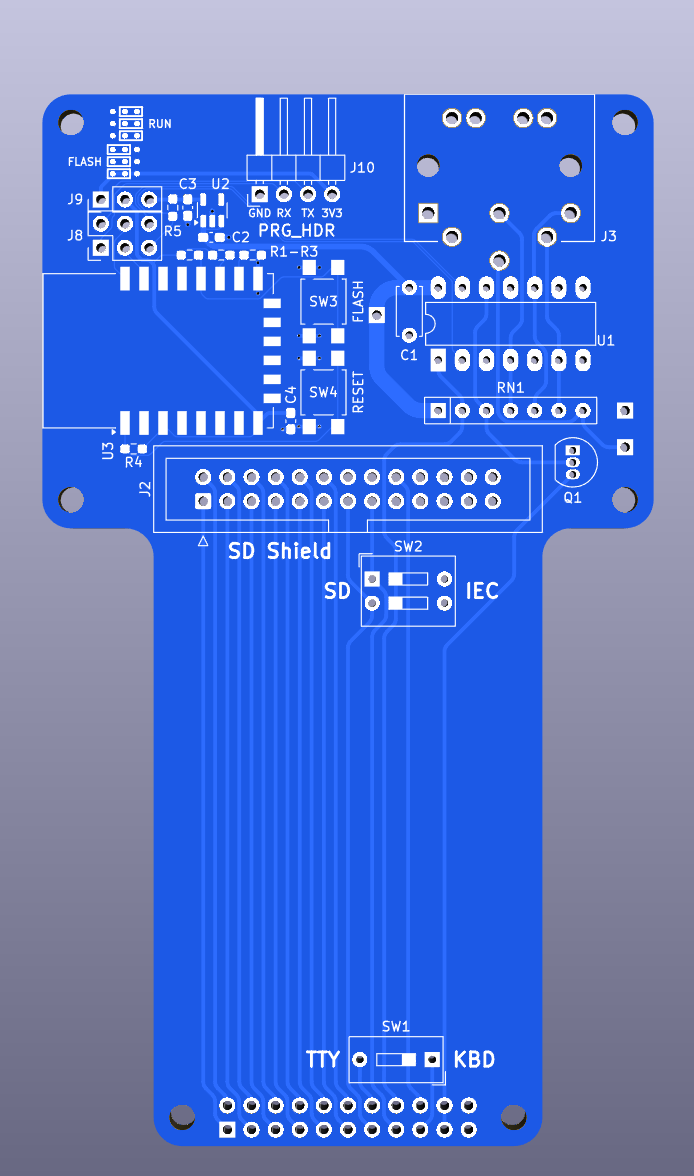 RUN
FLASH
J10
C3 U2
J9
GND RX TX 3V3
PRG_HDR
R5
C2
J8
J3
R1-R3
SW3
FLASH
C1
U1
SW4
RESET
C4
RN1
U3
R4
J2
Q1
SD Shield
SW2
SD
IEC
SW1
TTY
KBD